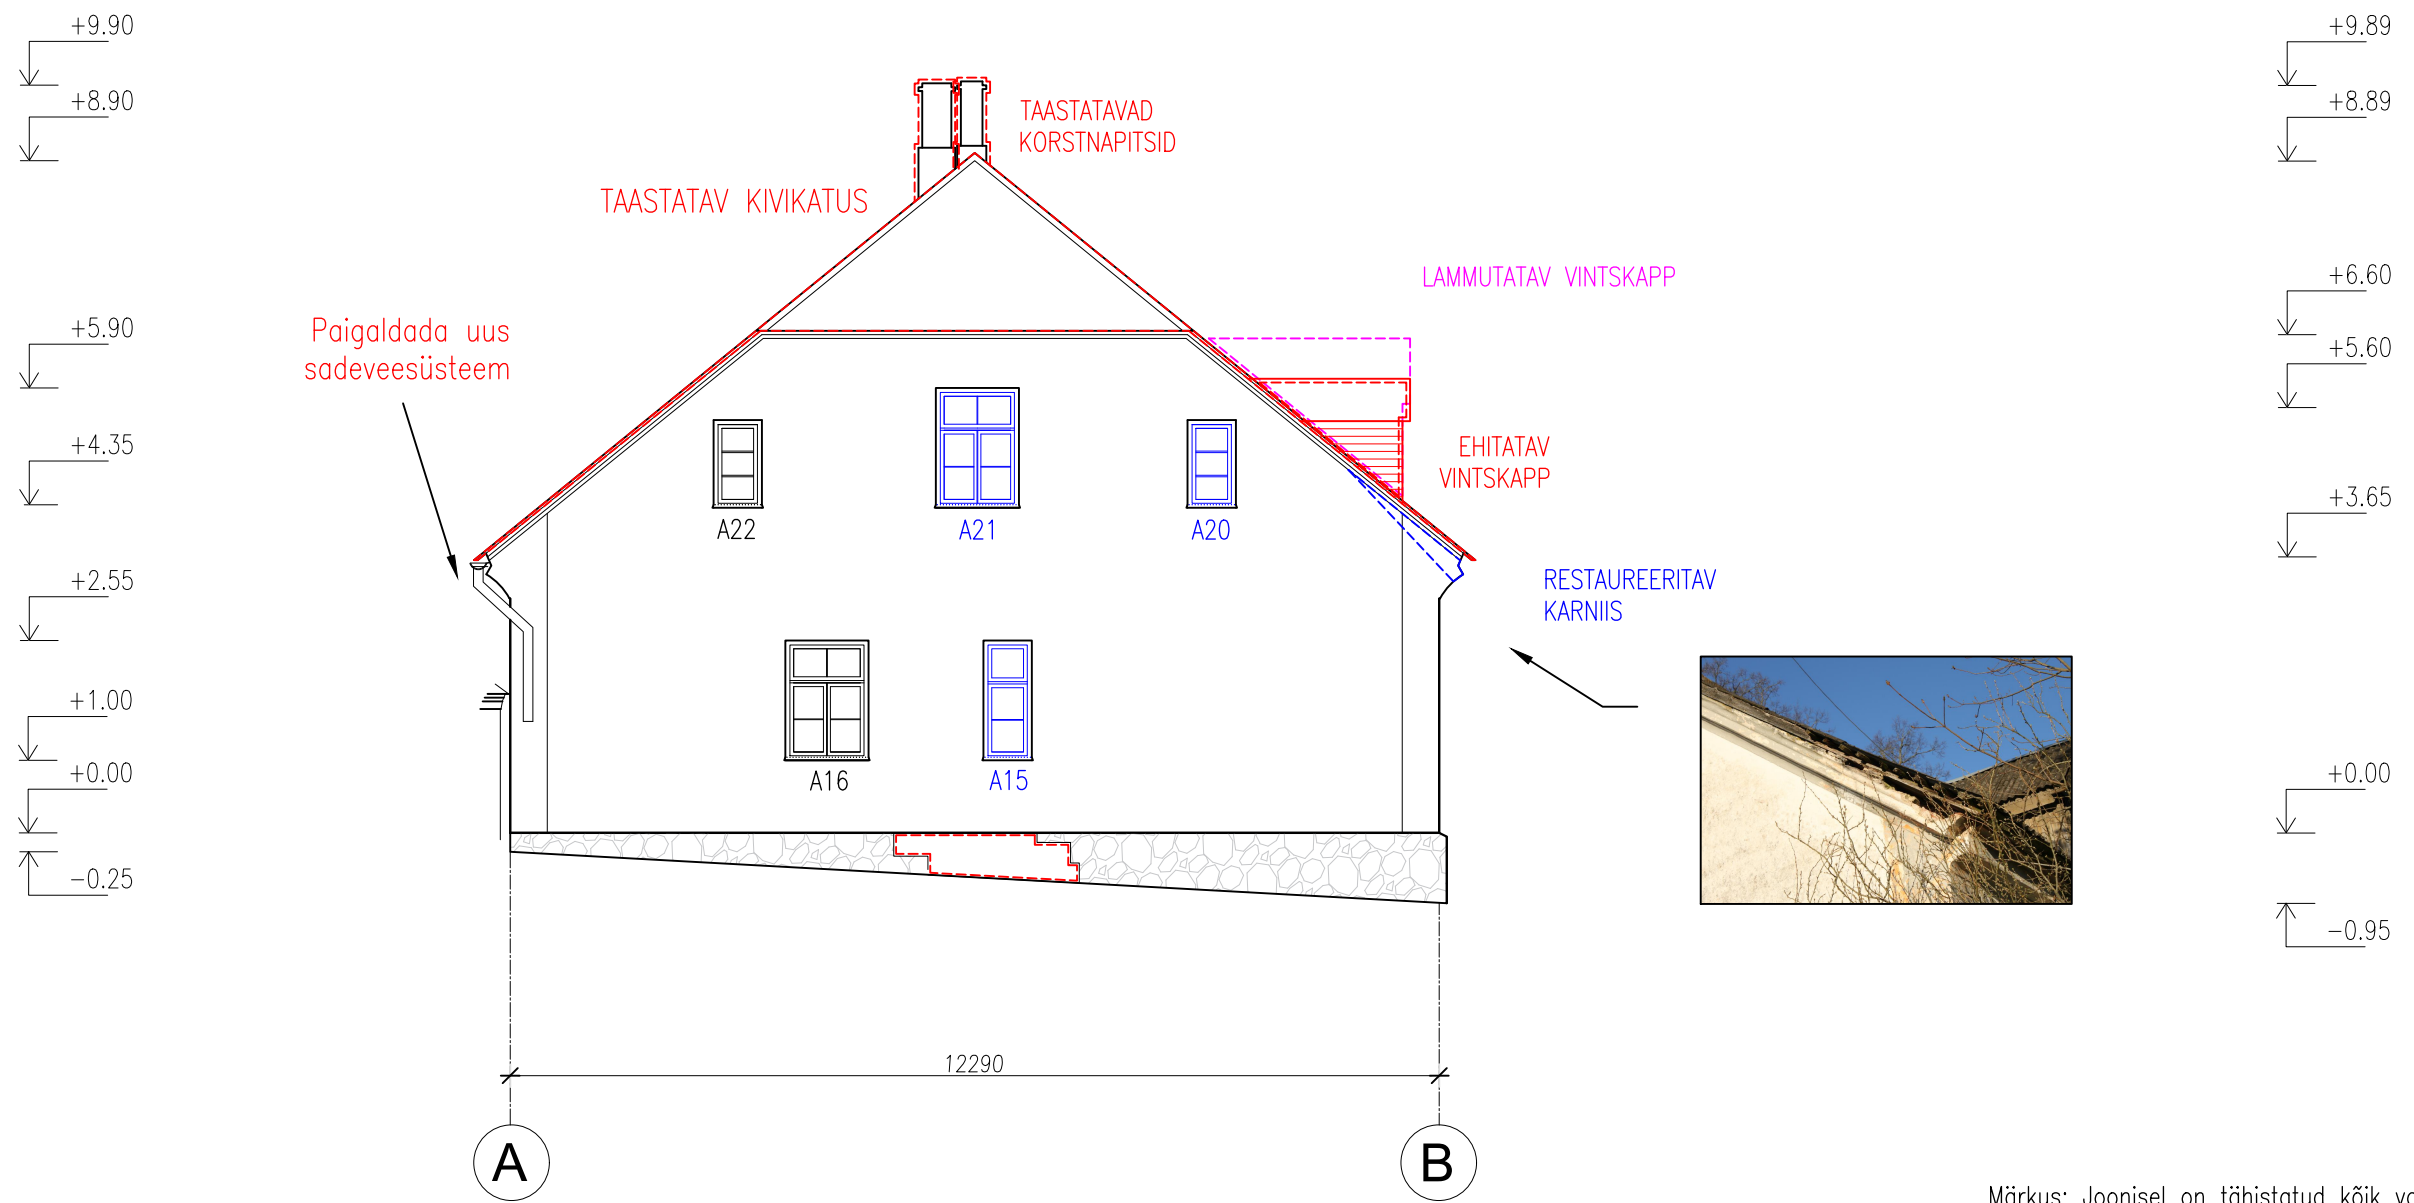 +9.90
+9.89
+8.90
+8.89
TAASTATAVAD
KORSTNAPITSID
TAASTATAV KIVIKATUS
LAMMUTATAV VINTSKAPP
+6.60
Paigaldada uus
sadeveesüsteem
+5.90
+5.60
+4.35
EHITATAV
VINTSKAPP
+3.65
A22
A21
A20
+2.55
RESTAUREERITAV
KARNIIS
+1.00
+0.00
A16
A15
+0.00
-0.25
-0.95
12290
A
B
Märkus: Joonisel on tähistatud kõik